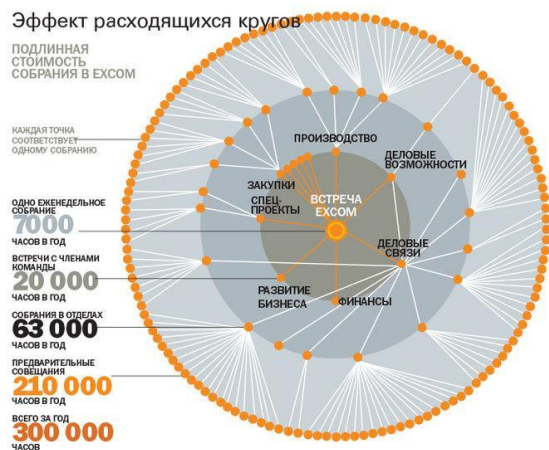 Эффект расходящихся кругов
ПОДЛИННАЯ
СТОИМОСТЬ
СОБРАНИЯ В EXCOM
КАЖДАЯ ТОЧКА
СООТВЕТСТВУЕТ
ОДНОМУ СОБРАНИЮ
ОДНО ЕЖЕНЕДЕЛЬНОЕ
СОБРАНИЕ
7000
ЧАСОВ В ГОД
ВСТРЕЧИ С ЧЛЕНАМИ
КОМАНДЫ
20 000
ЧАСОВ В ГОД
СОБРАНИЯ В ОТДЕЛАХ
63 000
ЧАСОВ В ГОД
ПРЕДВАРИТЕЛЬНЫЕ
СОВЕЩАНИЯ
210 000
ЧАСОВ В ГОД
ВСЕГО ЗА ГОД
300 000
ЧАСОВ
ПРОИЗВОДСТВО
ДЕЛОВЫЕ
ВОЗМОЖНОСТИ
ЗАКУПКИ
СПЕЦ-
ПРОЕКТЫ
ВСТРЕЧА
EXCOM
ДЕЛОВЫЕ
СВЯЗИ
РАЗВИТИЕ
БИЗНЕСА
ФИНАНСЫ